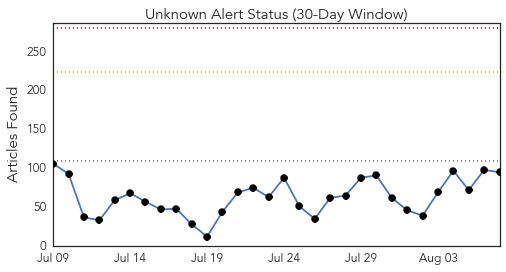 Unknown Alert Status (30-Day Window)
Articles Found
250
200
150
100
50
0
Jul 09 Jul 14 Jul 19 Jul 24 Jul 29 Aug 03